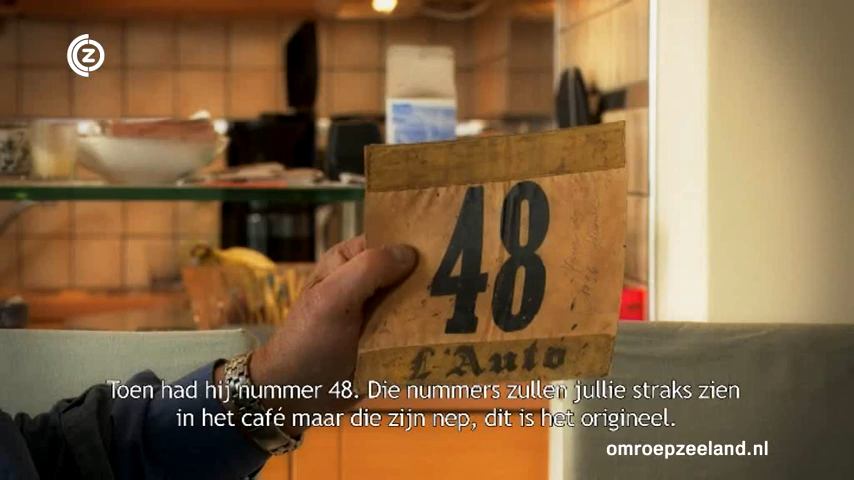 Z
48
L'Auto
Toen had hij nummer 48. Die nummers zullen jullie straks zien
in het café maar die zijn nep, dit is het origineel.
omroepzeeland.nl